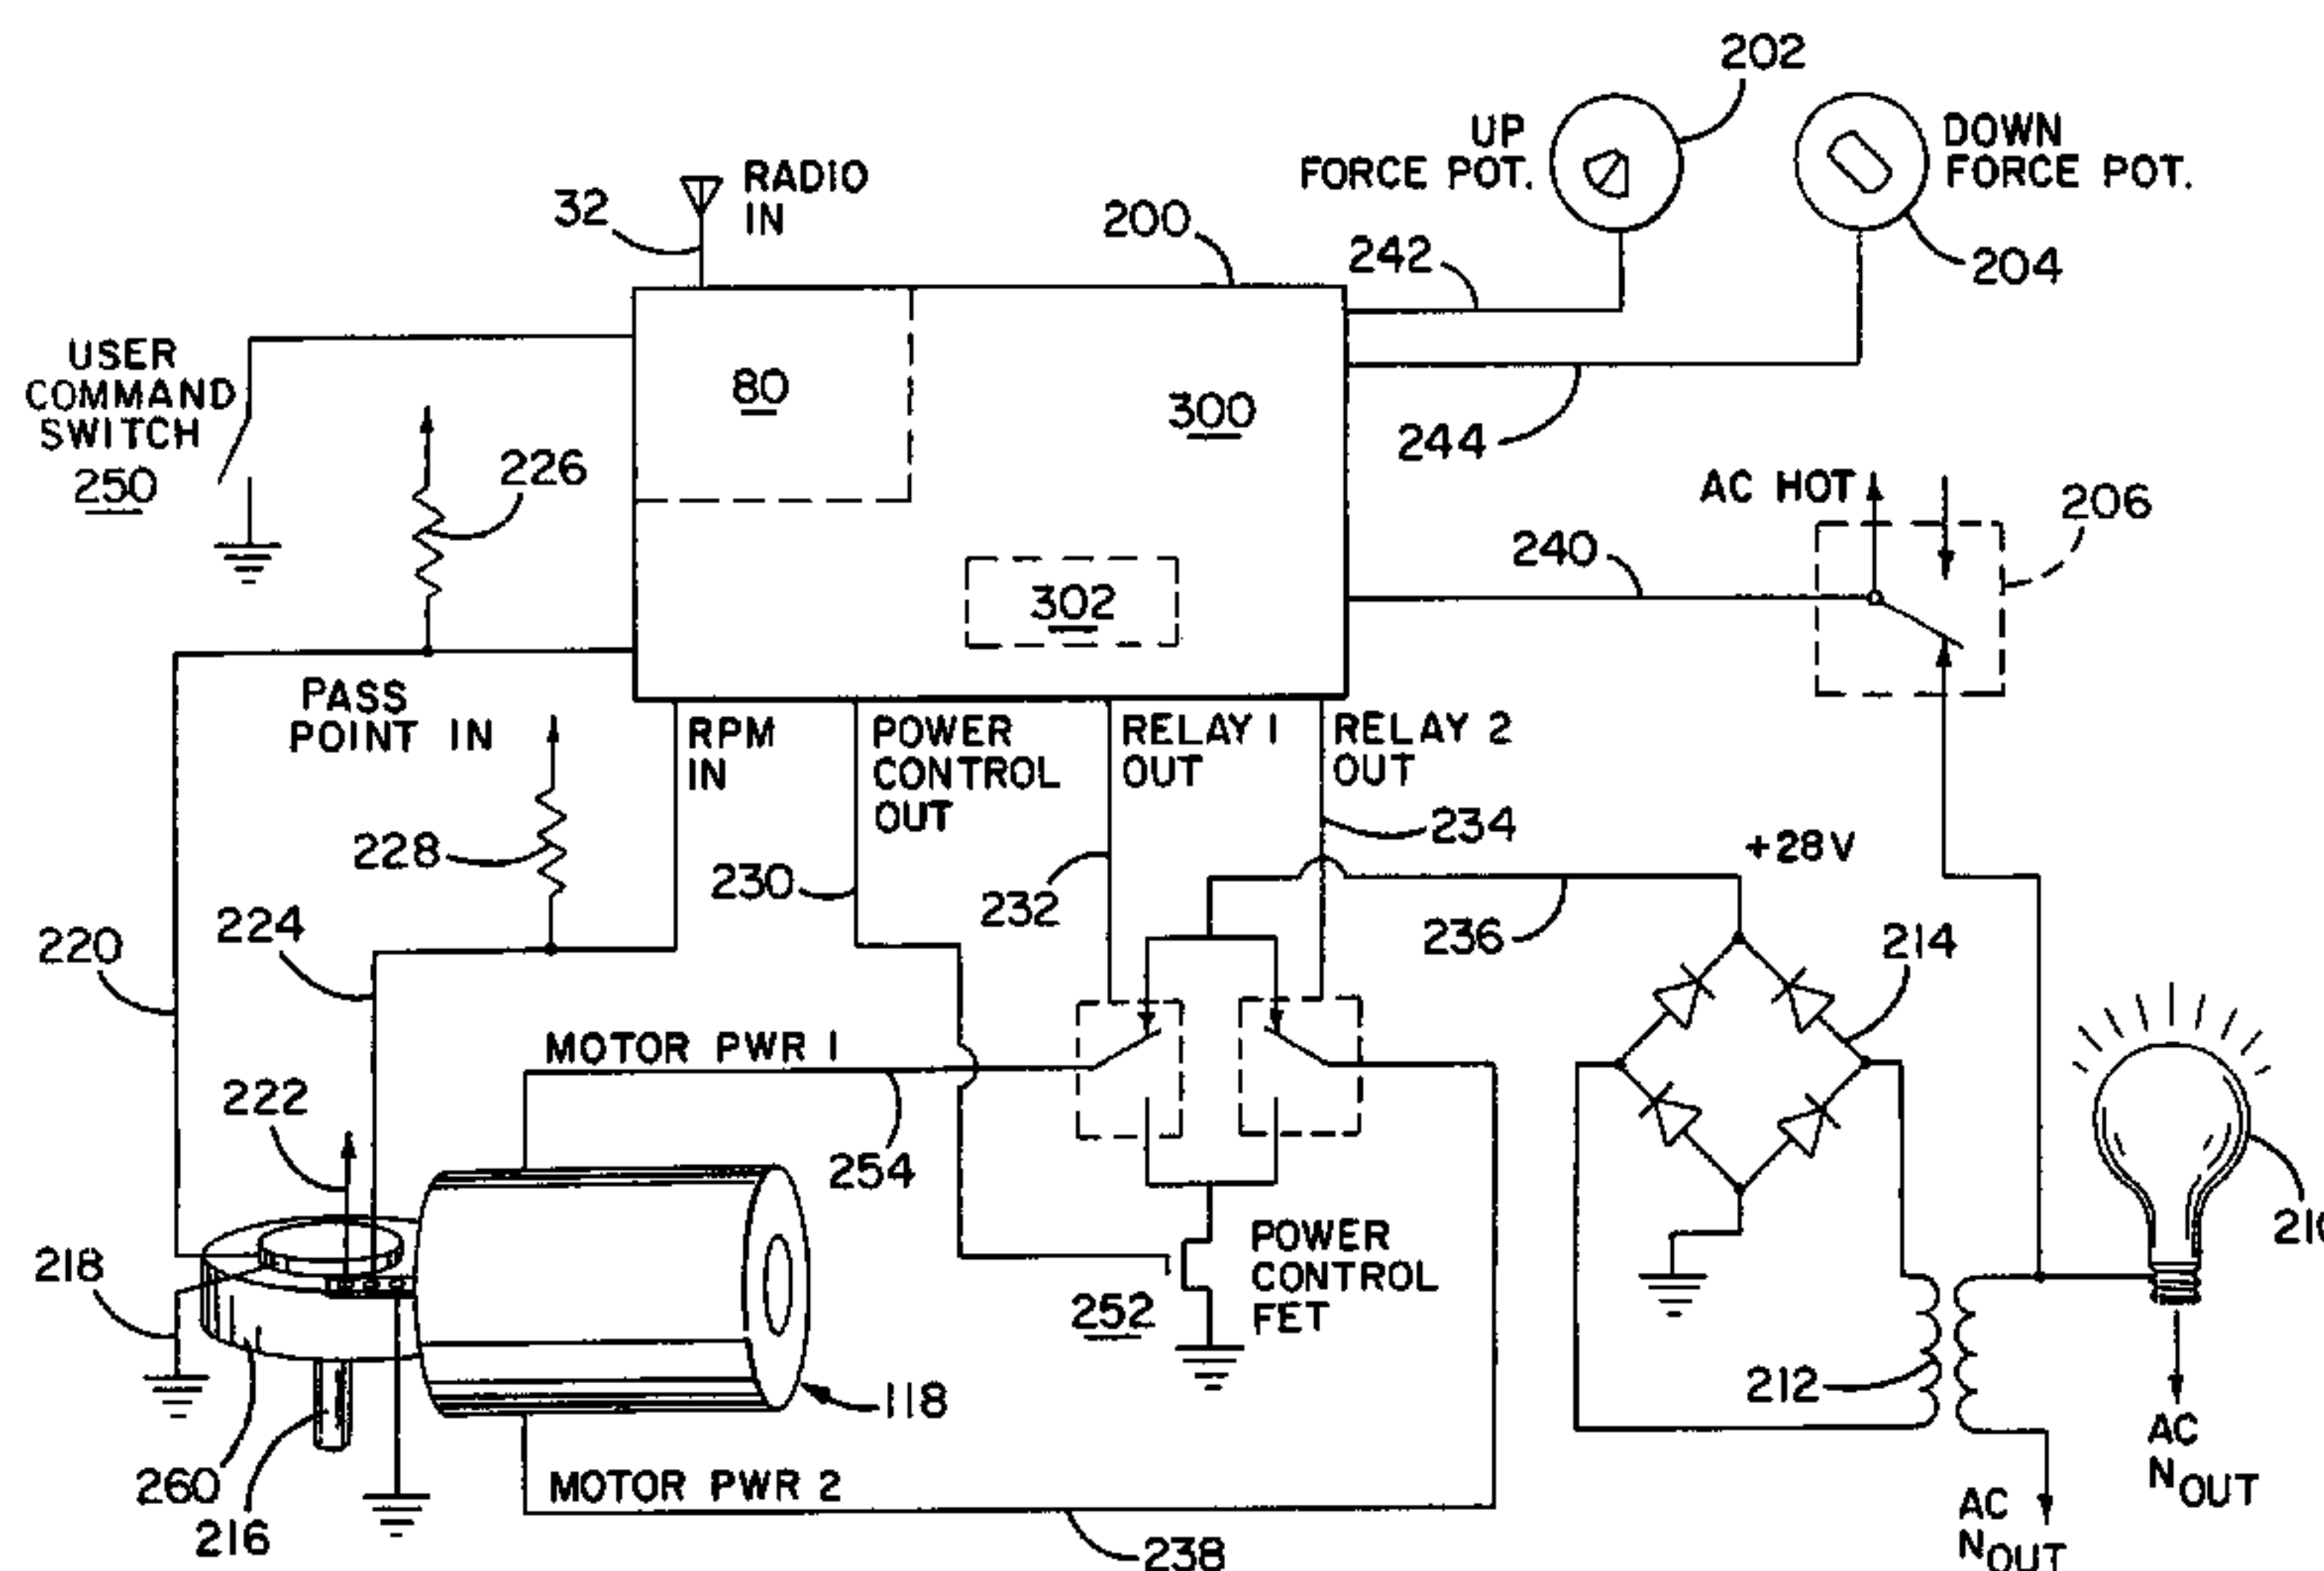 202
UP
FORCE POT.
DOWN
FORCE POT.
204
RADIO
IN
32
200
242
USER
COMMAND
SWITCH
250
226
80
300
244
AC HOT
206
240
302
PASS
POINT IN
RPM
IN
POWER
CONTROL
OUT
RELAY 1
OUT
RELAY 2
OUT
228
230
232
234
+28V
236
214
220
224
222
MOTOR PWR 1
254
218
POWER
CONTROL
FET
252
212
118
260
216
MOTOR PWR 2
238
AC
NOUT
AC
NOUT